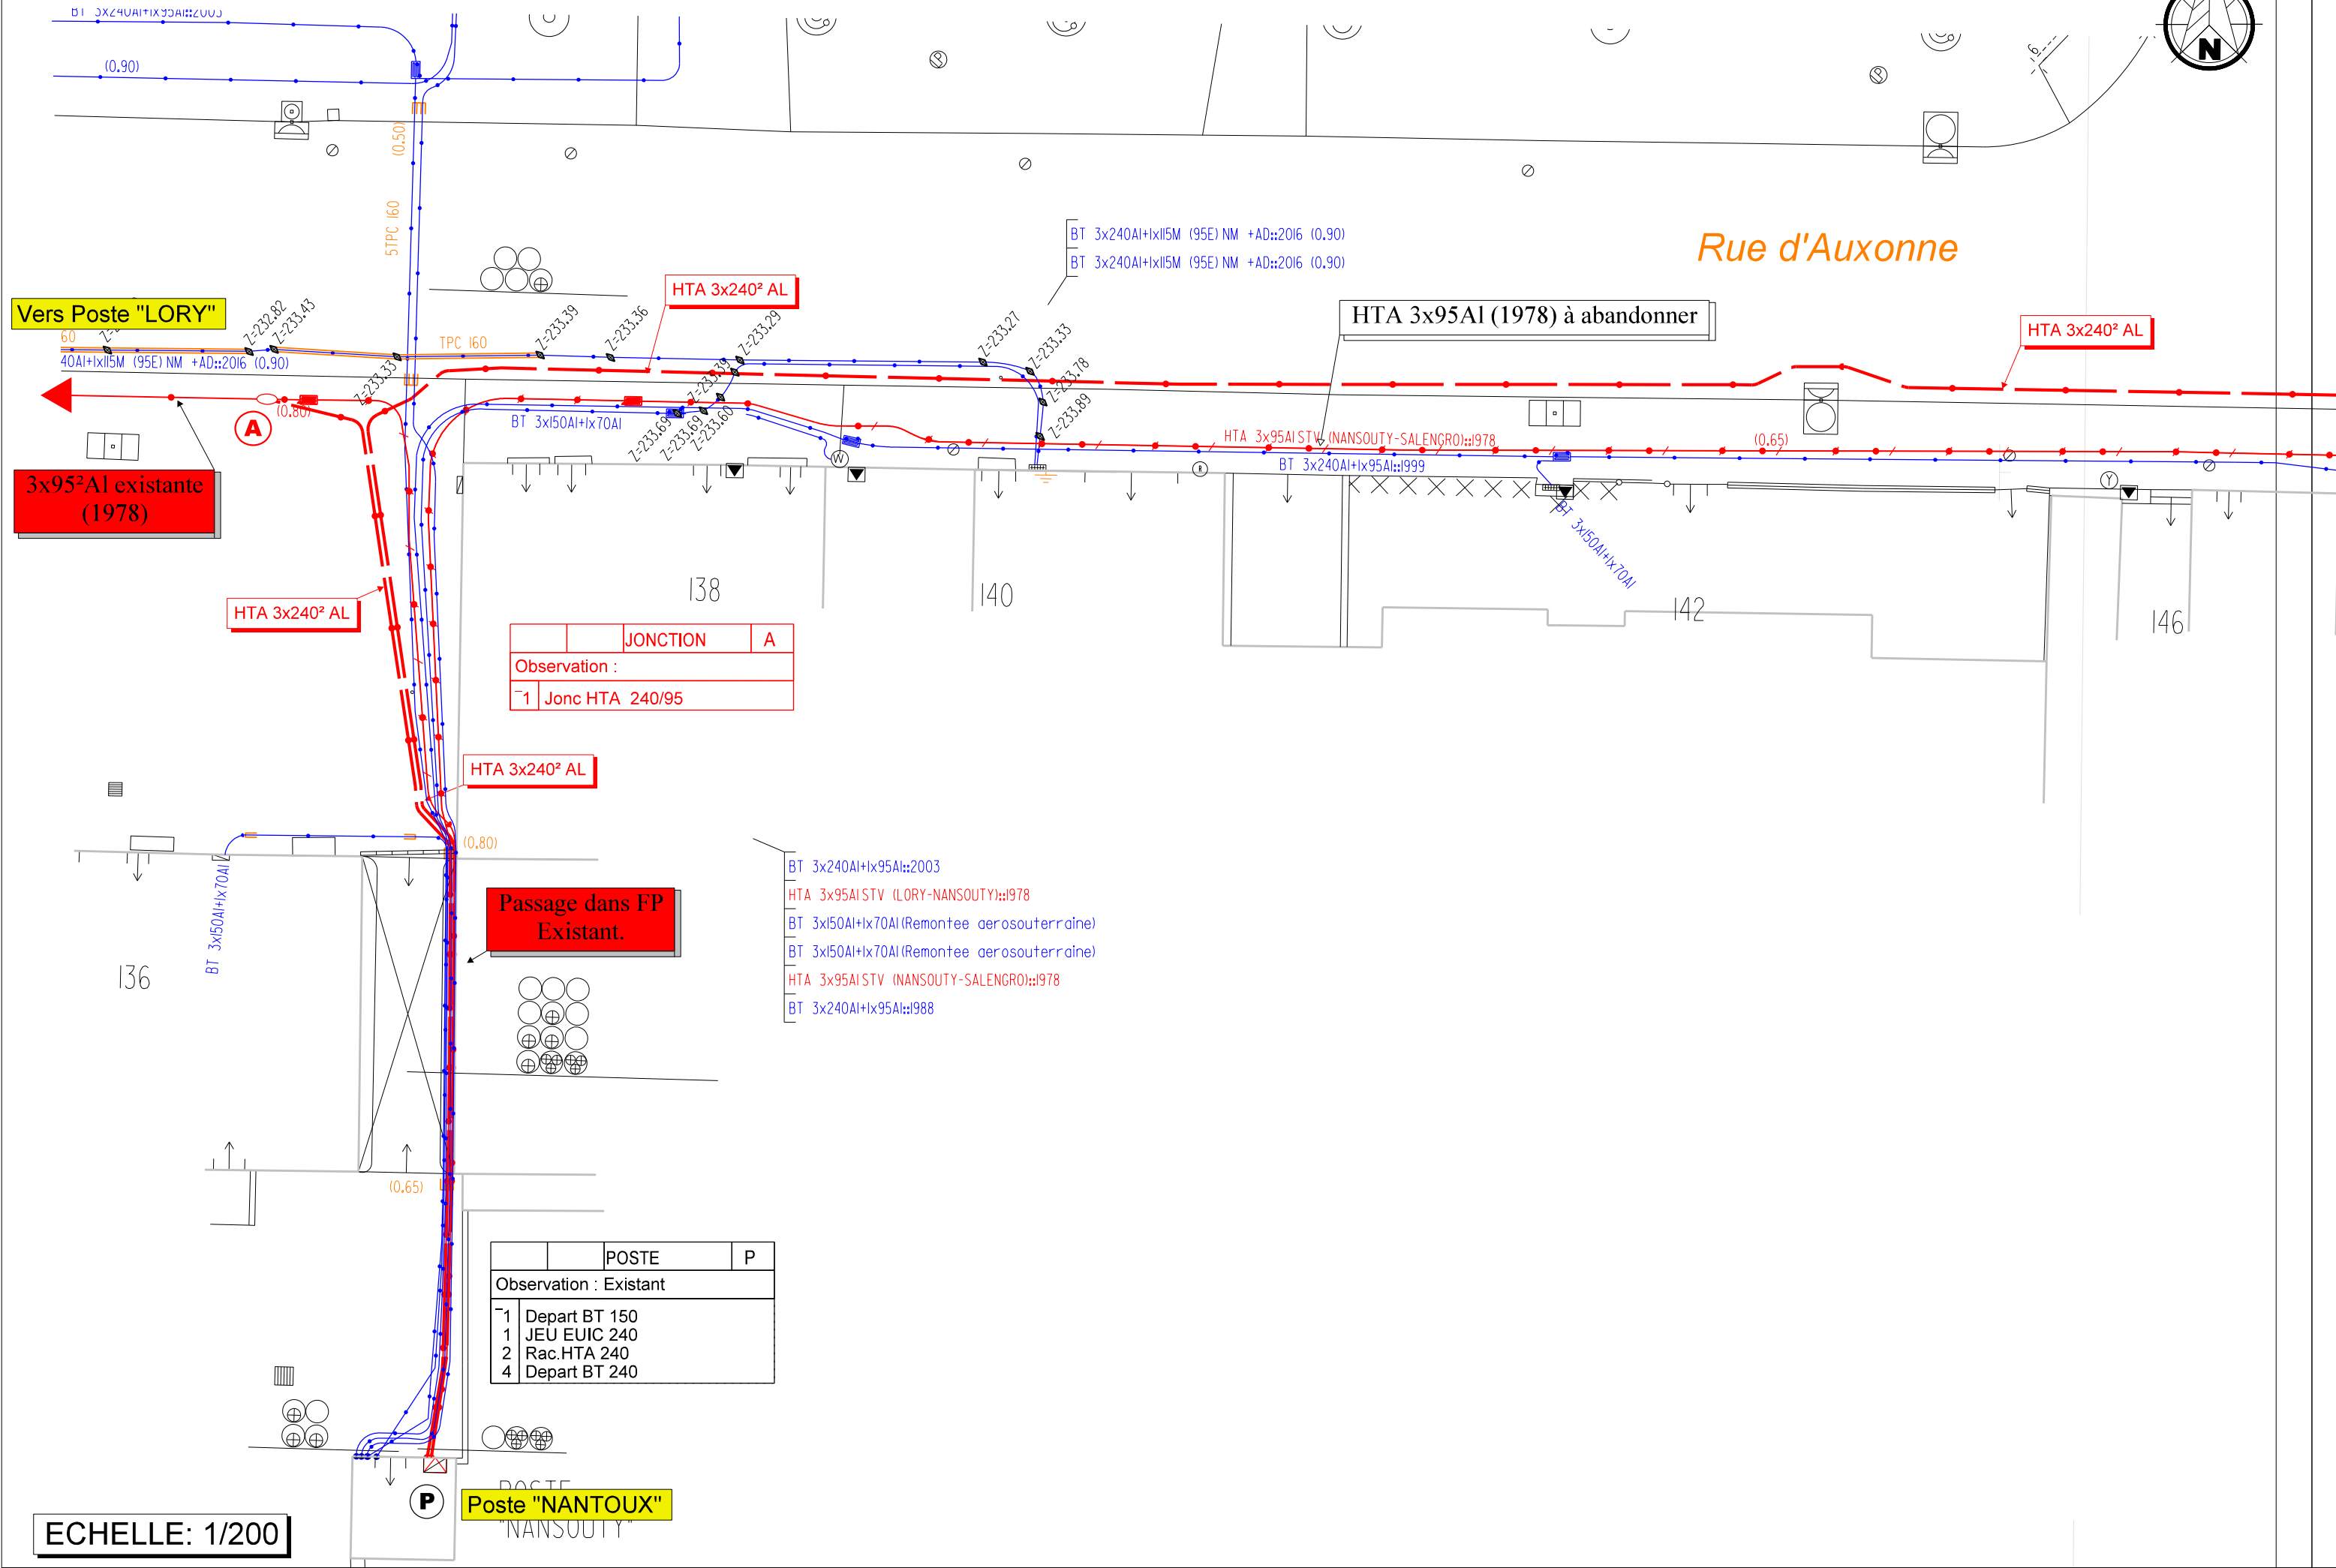 BT 3x240Al+1x95Al::2003
(0.90)
N
(0.50)
5TPC 160
BT 3x240Al+1x115M (95E) NM +AD::2016 (0.90)
BT 3x240Al+1x115M (95E) NM +AD::2016 (0.90)
Rue d'Auxonne
HTA 3x240² AL
Vers Poste "LORY"
HTA 3x95Al (1978) à abandonner
HTA 3x240² AL
60
Z=232.82
Z=233.43
TPC 160
Z=233.39
Z=233.36
Z=233.29
Z=233.27
Z=233.33
40Al+1x115M (95E) NM +AD::2016 (0.90)
Z=233.33
Z=233.39
Z=233.78
Z=233.89
(0.80)
A
BT 3x150Al+1x70Al
Z=233.69
Z=233.69
Z=233.60
W
HTA 3x95Al STV (NANSOUTY-SALENGRO)::1978
(0.65)
BT 3x240Al+1x95Al::1999
R
Y
3x95²Al existante
(1978)
BT 3x150Al+1x70Al
138
140
142
146
HTA 3x240² AL
JONCTION A
Observation :
1 Jonc HTA 240/95
HTA 3x240² AL
(0.80)
BT 3x150Al+1x70Al
136
Passage dans FP
Existant.
BT 3x240Al+1x95Al::2003
HTA 3x95Al STV (LORY-NANSOUTY)::1978
BT 3x150Al+1x70Al (Remontee aerosouterraine)
BT 3x150Al+1x70Al (Remontee aerosouterraine)
HTA 3x95Al STV (NANSOUTY-SALENGRO)::1978
BT 3x240Al+1x95Al::1988
(0.65)
POSTE P
Observation : Existant
1 Depart BT 150
1 JEU EUIC 240
2 Rac.HTA 240
4 Depart BT 240
P
POSTE
Poste "NANTOUX"
"NANSOUTY"
ECHELLE: 1/200